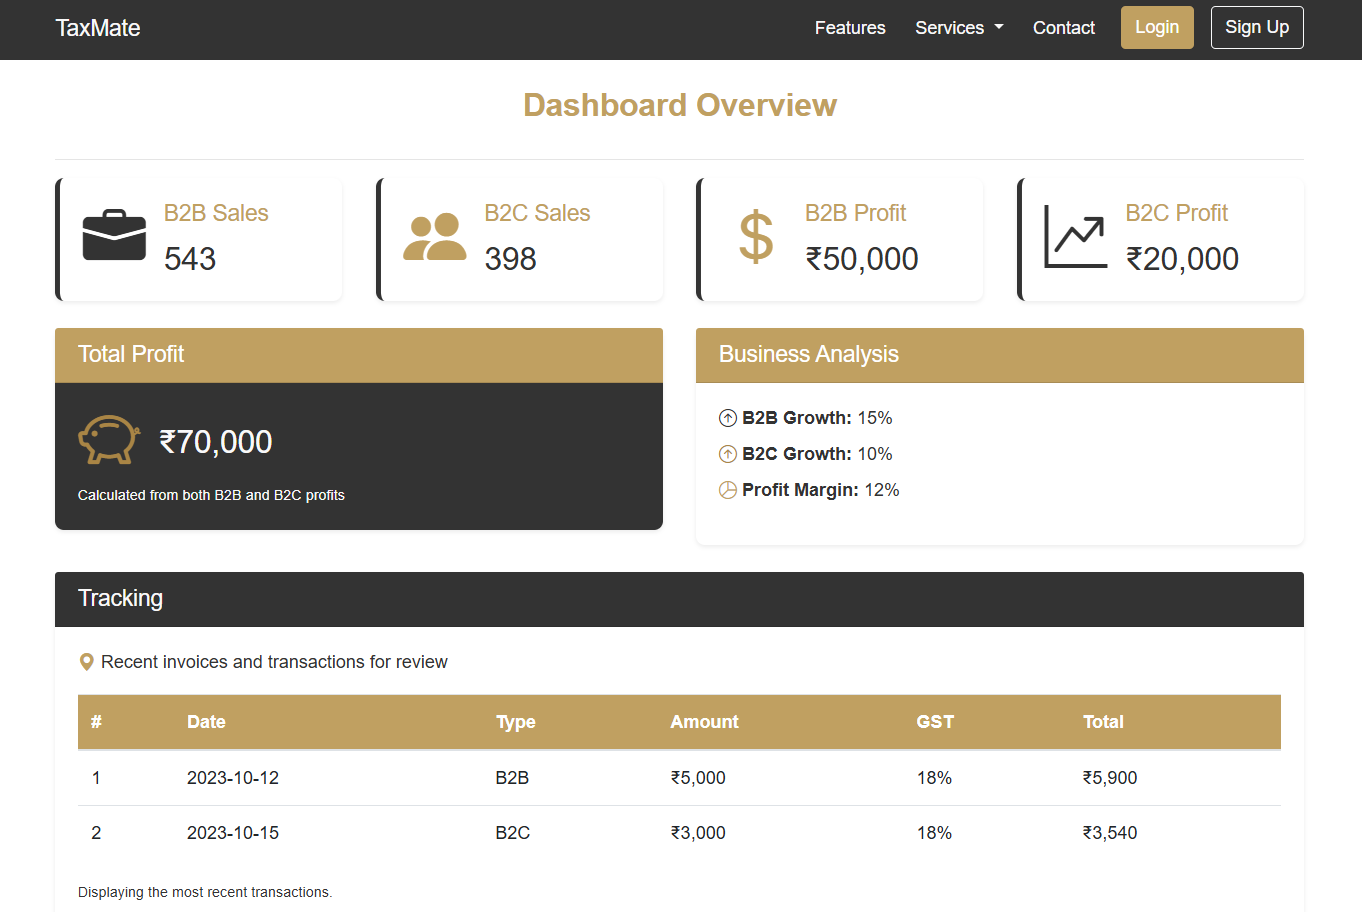 TaxMate Features Services Contact Login Sign Up
Dashboard Overview
B2B Sales
543
B2C Sales
398
B2B Profit
₹50,000
B2C Profit
₹20,000
Total Profit
₹70,000
Calculated from both B2B and B2C profits
Business Analysis
B2B Growth: 15%
B2C Growth: 10%
Profit Margin: 12%
Tracking
Recent invoices and transactions for review
# Date Type Amount GST Total
1 2023-10-12 B2B ₹5,000 18% ₹5,900
2 2023-10-15 B2C ₹3,000 18% ₹3,540
Displaying the most recent transactions.